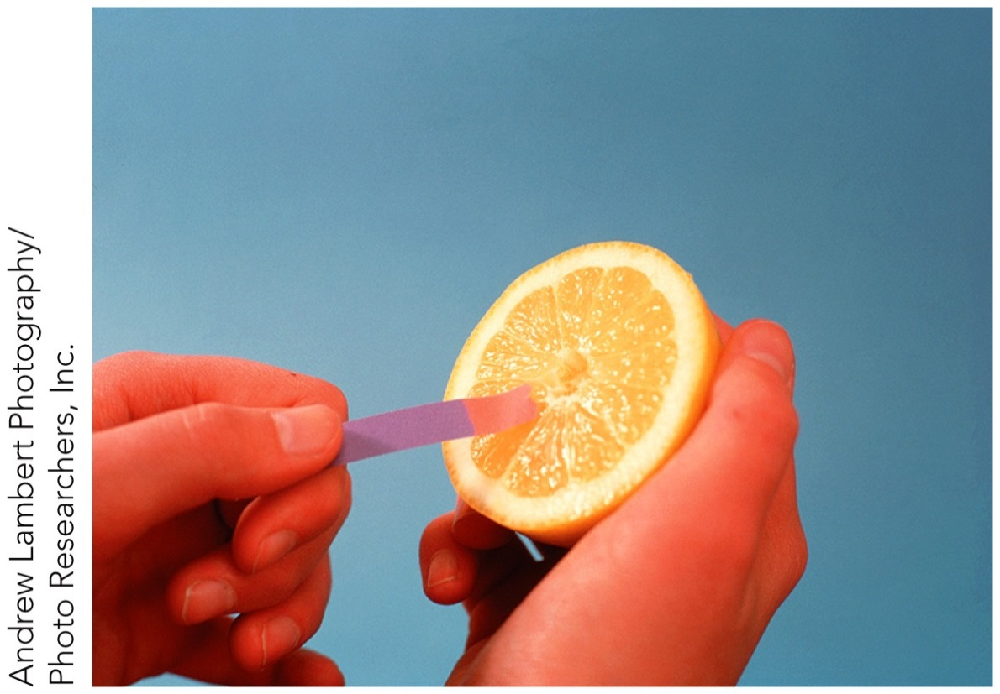 Andrew Lambert Photography/
Photo Researchers, Inc.